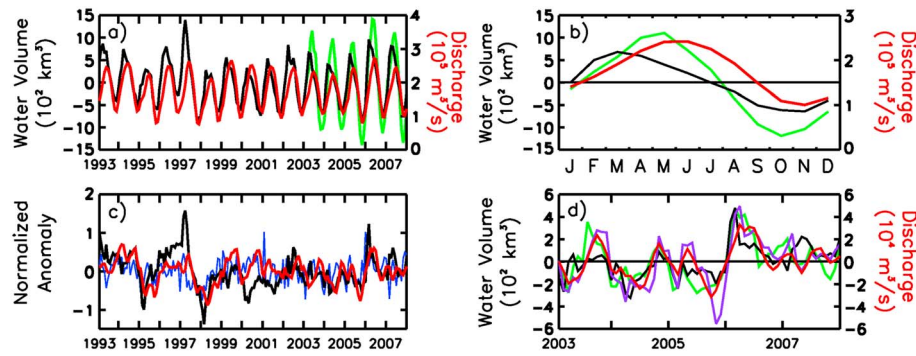 a)
Water Volume
(10² km³)
15
10
5
0
-5
-10
-15
4
3
2
1
0
Discharge
(10⁵ m³/s)
1993 1995 1997 1999 2001 2003 2005 2007
b)
Water Volume
(10² km³)
15
10
5
0
-5
-10
-15
3
2
1
0
Discharge
(10⁵ m³/s)
J F M A M J J A S O N D
c)
Normalized
Anomaly
2
1
0
-1
1993 1995 1997 1999 2001 2003 2005 2007
d)
Water Volume
(10² km³)
6
4
2
0
-2
-4
-6
6
4
2
0
-2
-4
-6
Discharge
(10⁴ m³/s)
2003 2005 2007